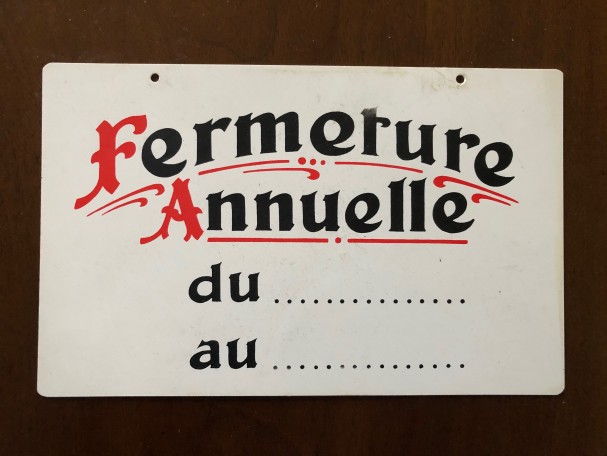 Fermeture
Annuelle
du ...............
au ...............